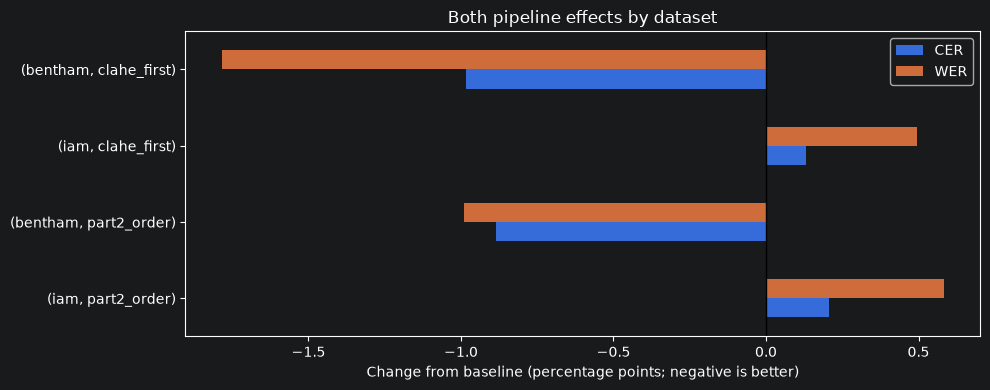 Both pipeline effects by dataset
CER
WER
(bentham, clahe_first)
(iam, clahe_first)
(bentham, part2_order)
(iam, part2_order)
−1.5 −1.0 −0.5 0.0 0.5
Change from baseline (percentage points; negative is better)